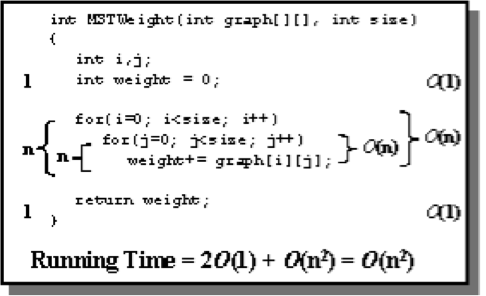 int MSTWeight(int graph[][], int size)
{
int i,j;
1 int weight = 0; O(1)
for(i=0; i<size; i++)
n n for(j=0; j<size; j++) O(n) O(n)
weight+= graph[i][j];
1 return weight; O(1)
}
Running Time = 2O(1) + O(n²) = O(n²)